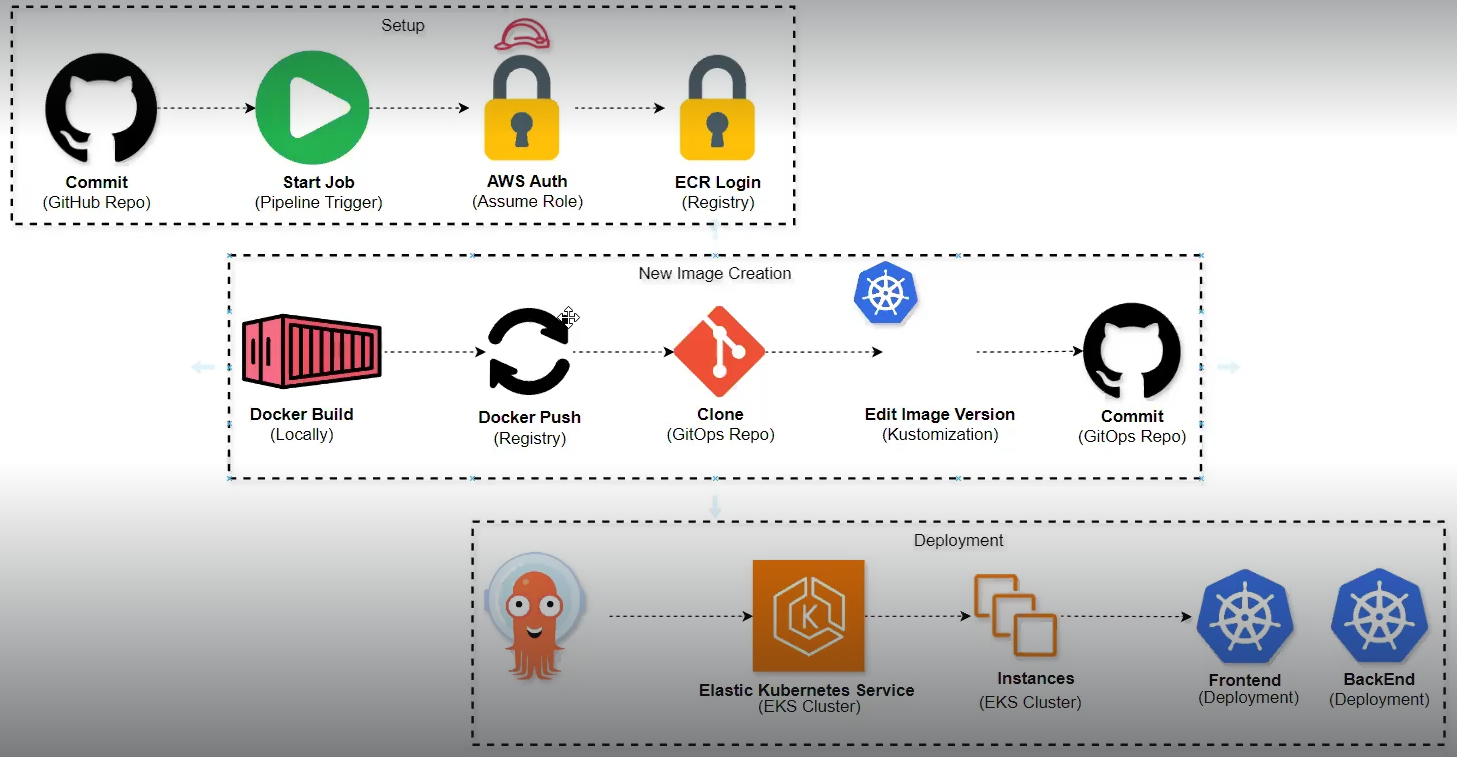 Setup
Commit
(GitHub Repo)
Start Job
(Pipeline Trigger)
AWS Auth
(Assume Role)
ECR Login
(Registry)
New Image Creation
Docker Build
(Locally)
Docker Push
(Registry)
Clone
(GitOps Repo)
Edit Image Version
(Kustomization)
Commit
(GitOps Repo)
Deployment
K
Elastic Kubernetes Service
(EKS Cluster)
Instances
(EKS Cluster)
Frontend
(Deployment)
BackEnd
(Deployment)